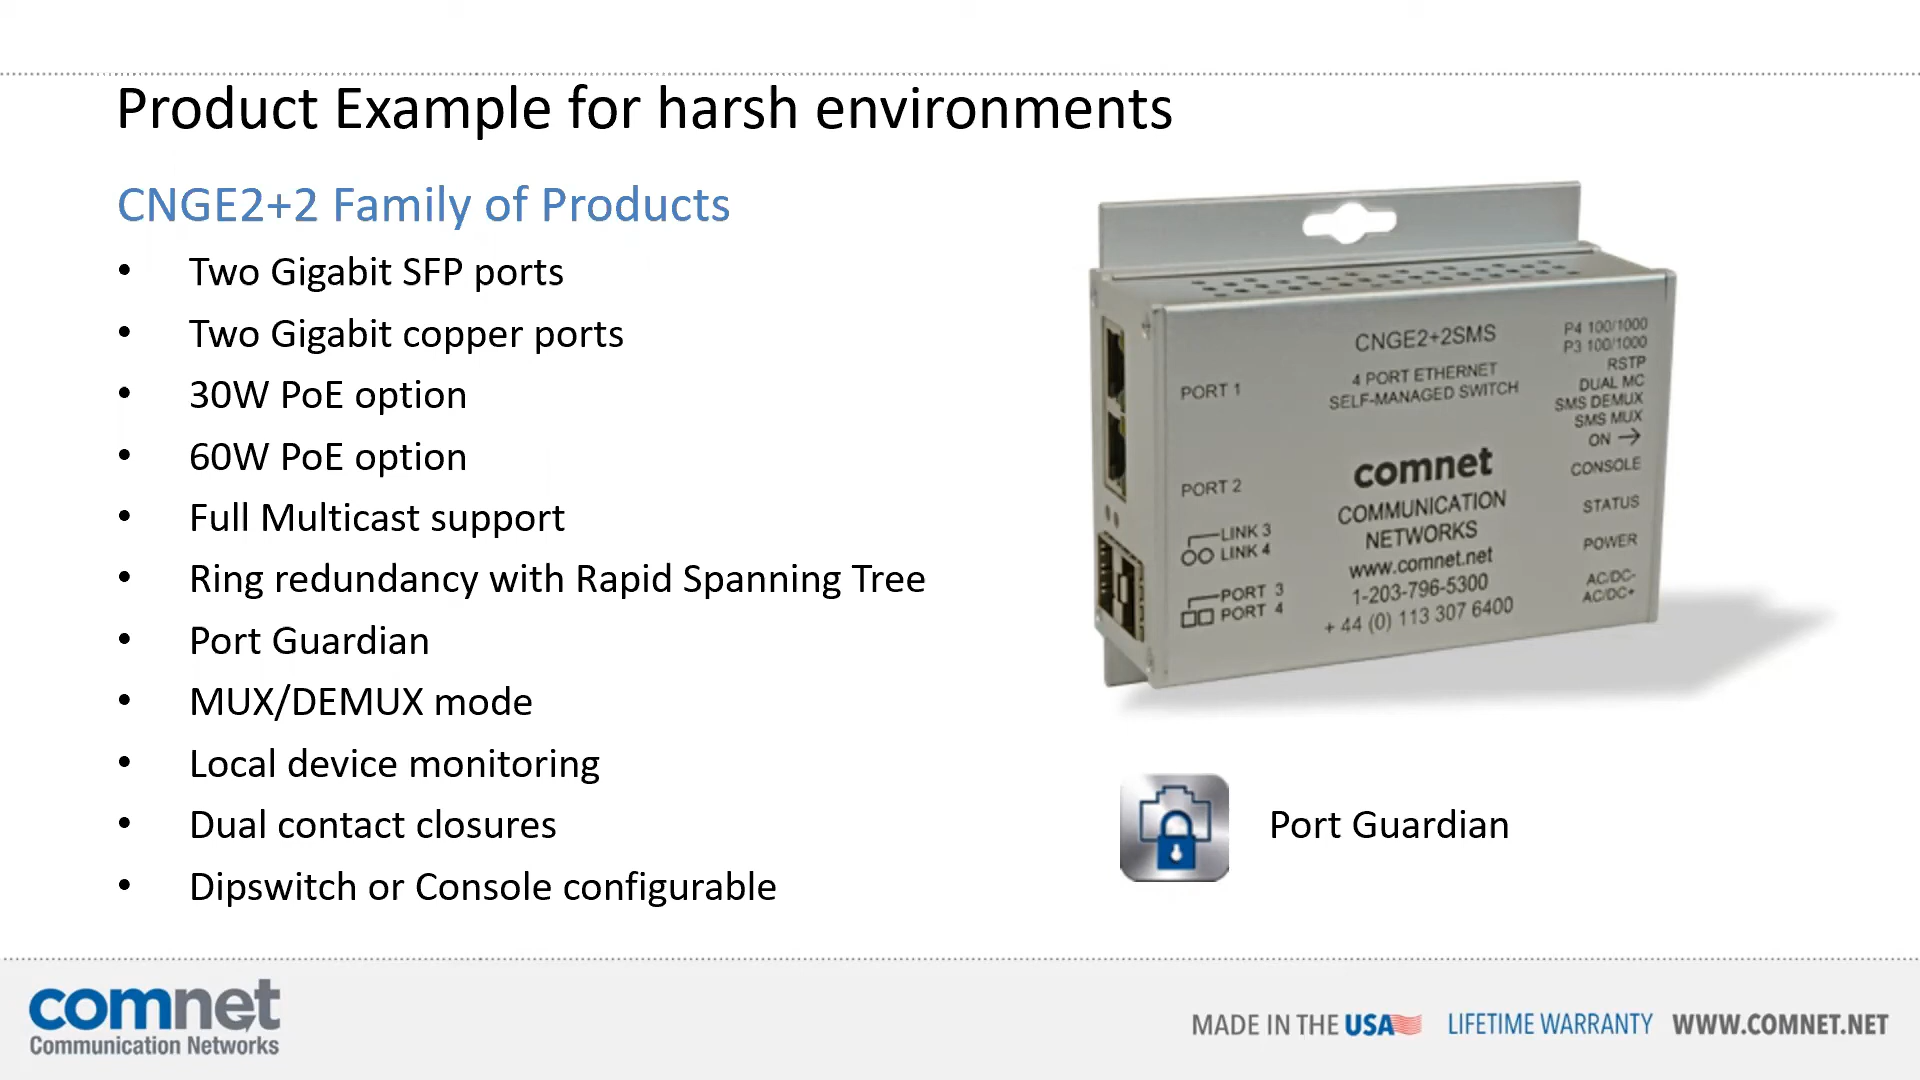 Product Example for harsh environments
CNGE2+2 Family of Products
• Two Gigabit SFP ports
• Two Gigabit copper ports
• 30W PoE option
• 60W PoE option
• Full Multicast support
• Ring redundancy with Rapid Spanning Tree
• Port Guardian
• MUX/DEMUX mode
• Local device monitoring
• Dual contact closures
• Dipswitch or Console configurable
CNGE2+2SMS
4 PORT ETHERNET
SELF-MANAGED SWITCH
comnet
COMMUNICATION
NETWORKS
www.comnet.net
1-203-796-5300
+ 44 (0) 113 307 6400
PORT 1
PORT 2
LINK 3
LINK 4
PORT 3
PORT 4
P4 100/1000
P3 100/1000
RSTP
DUAL MC
SMS DEMUX
SMS MUX
ON →
CONSOLE
STATUS
POWER
AC/DC-
AC/DC+
Port Guardian
comnet
Communication Networks
MADE IN THE USA LIFETIME WARRANTY WWW.COMNET.NET